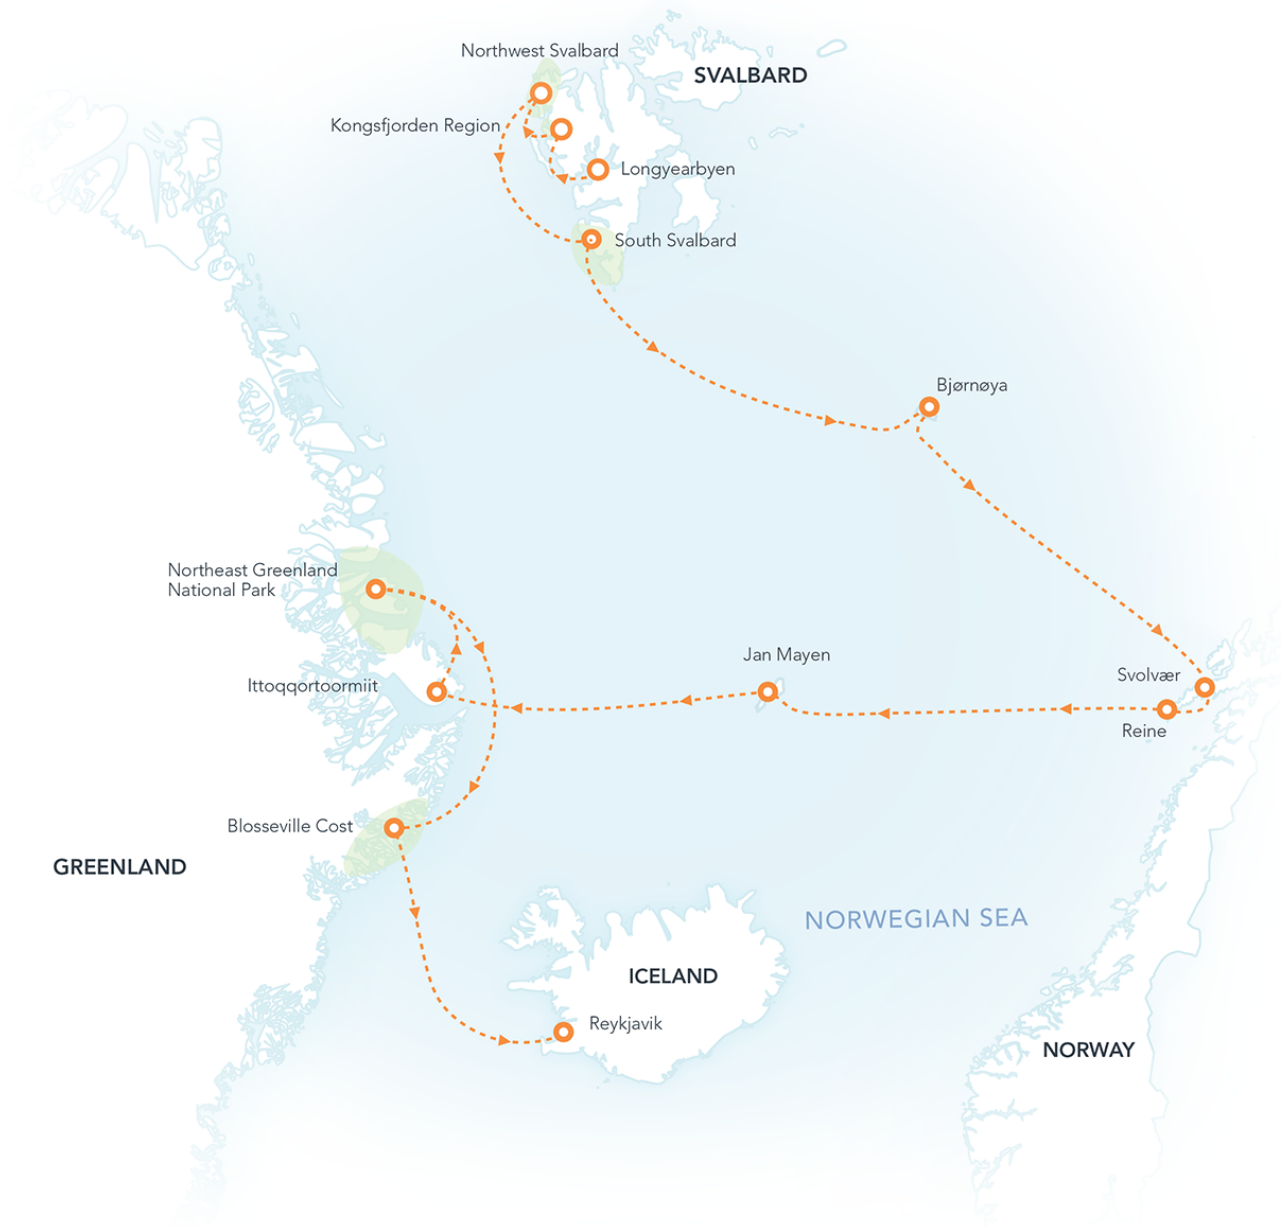 Northwest Svalbard
SVALBARD
Kongsfjorden Region
Longyearbyen
South Svalbard
Bjørnøya
Northeast Greenland
National Park
Jan Mayen
Svolvær
Ittoqqortoormiit
Reine
Blosseville Cost
GREENLAND
NORWEGIAN SEA
ICELAND
Reykjavik
NORWAY